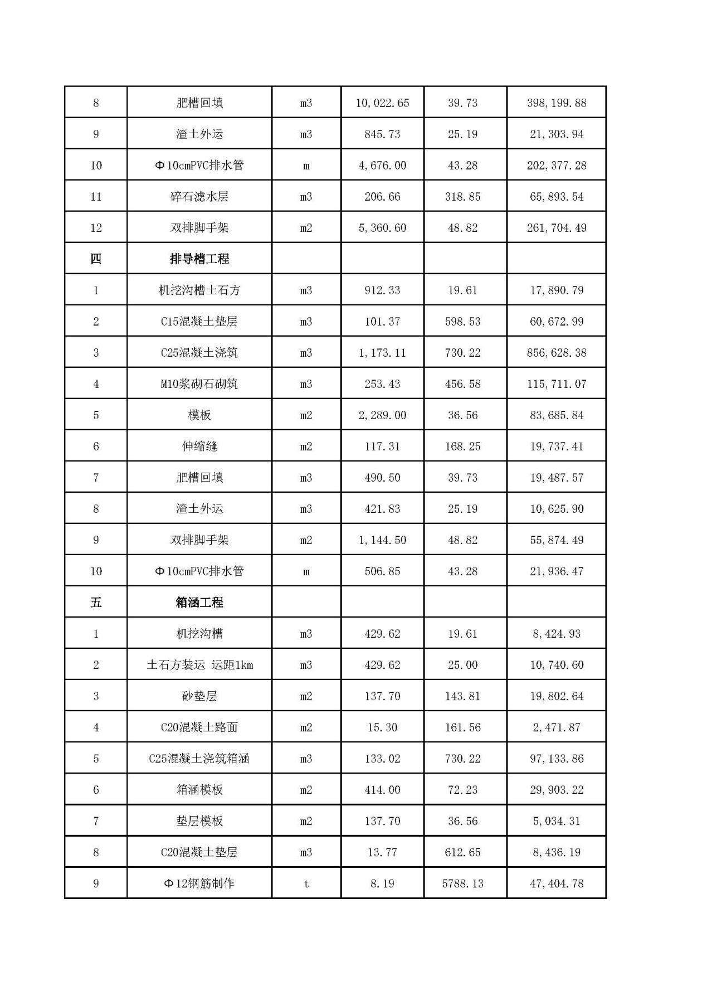 8 肥槽回填 m3 10,022.65 39.73 398,199.88
9 渣土外运 m3 845.73 25.19 21,303.94
10 Φ10cmPVC排水管 m 4,676.00 43.28 202,377.28
11 碎石滤水层 m3 206.66 318.85 65,893.54
12 双排脚手架 m2 5,360.60 48.82 261,704.49
四 排导槽工程
1 机挖沟槽土石方 m3 912.33 19.61 17,890.79
2 C15混凝土垫层 m3 101.37 598.53 60,672.99
3 C25混凝土浇筑 m3 1,173.11 730.22 856,628.38
4 M10浆砌石砌筑 m3 253.43 456.58 115,711.07
5 模板 m2 2,289.00 36.56 83,685.84
6 伸缩缝 m2 117.31 168.25 19,737.41
7 肥槽回填 m3 490.50 39.73 19,487.57
8 渣土外运 m3 421.83 25.19 10,625.90
9 双排脚手架 m2 1,144.50 48.82 55,874.49
10 Φ10cmPVC排水管 m 506.85 43.28 21,936.47
五 箱涵工程
1 机挖沟槽 m3 429.62 19.61 8,424.93
2 土石方装运 运距1km m3 429.62 25.00 10,740.60
3 砂垫层 m2 137.70 143.81 19,802.64
4 C20混凝土路面 m2 15.30 161.56 2,471.87
5 C25混凝土浇筑箱涵 m3 133.02 730.22 97,133.86
6 箱涵模板 m2 414.00 72.23 29,903.22
7 垫层模板 m2 137.70 36.56 5,034.31
8 C20混凝土垫层 m3 13.77 612.65 8,436.19
9 Φ12钢筋制作 t 8.19 5788.13 47,404.78